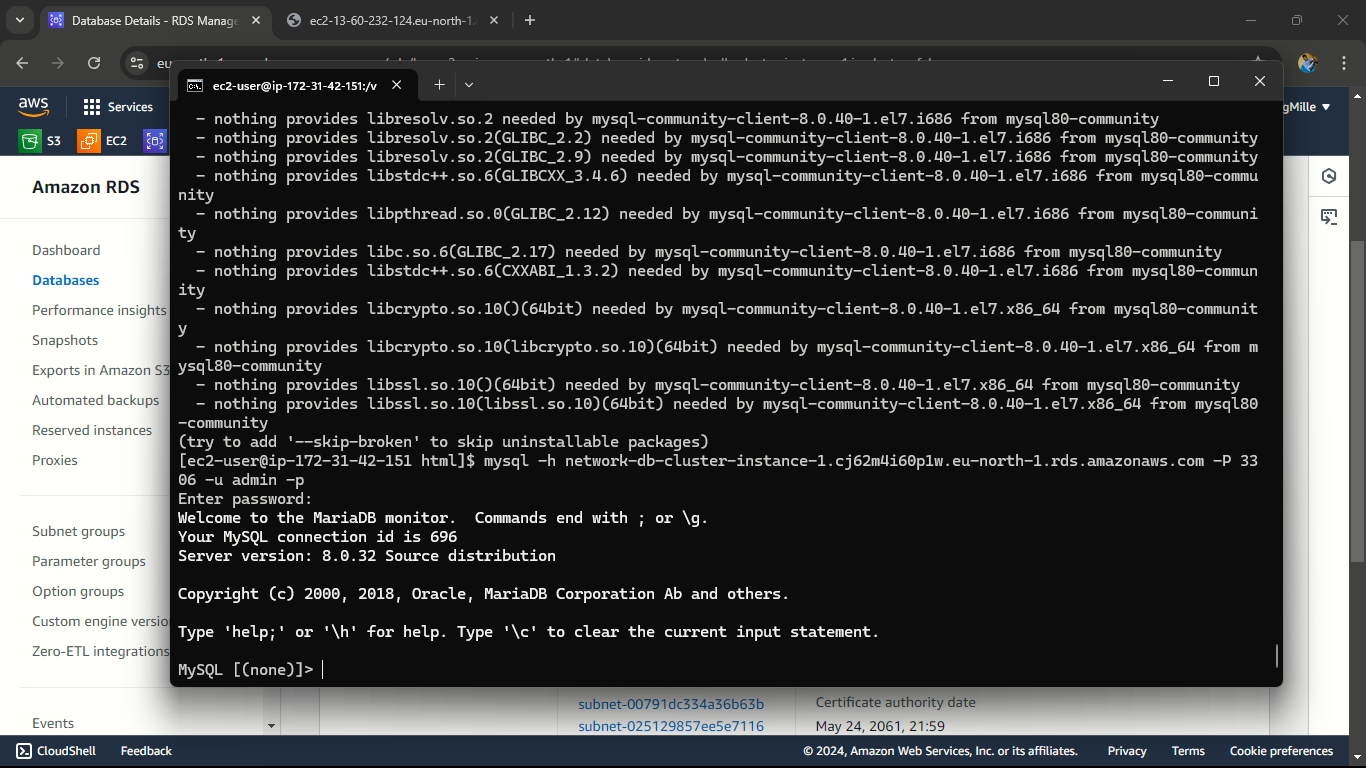 Database Details - RDS Manage
ec2-13-60-232-124.eu-north-1.
eu
ec2-user@ip-172-31-42-151:/v
aws
Services
gMille
S3
EC2
Amazon RDS
Dashboard
Databases
Performance insights
Snapshots
Exports in Amazon S3
Automated backups
Reserved instances
Proxies
Subnet groups
Parameter groups
Option groups
Custom engine versio
Zero-ETL integrations
Events
- nothing provides libresolv.so.2 needed by mysql-community-client-8.0.40-1.el7.i686 from mysql80-community
- nothing provides libresolv.so.2(GLIBC_2.2) needed by mysql-community-client-8.0.40-1.el7.i686 from mysql80-community
- nothing provides libresolv.so.2(GLIBC_2.9) needed by mysql-community-client-8.0.40-1.el7.i686 from mysql80-community
- nothing provides libstdc++.so.6(GLIBCXX_3.4.6) needed by mysql-community-client-8.0.40-1.el7.i686 from mysql80-commu
nity
- nothing provides libpthread.so.0(GLIBC_2.12) needed by mysql-community-client-8.0.40-1.el7.i686 from mysql80-communi
ty
- nothing provides libc.so.6(GLIBC_2.17) needed by mysql-community-client-8.0.40-1.el7.i686 from mysql80-community
- nothing provides libstdc++.so.6(CXXABI_1.3.2) needed by mysql-community-client-8.0.40-1.el7.i686 from mysql80-commun
ity
- nothing provides libcrypto.so.10()(64bit) needed by mysql-community-client-8.0.40-1.el7.x86_64 from mysql80-communit
y
- nothing provides libcrypto.so.10(libcrypto.so.10)(64bit) needed by mysql-community-client-8.0.40-1.el7.x86_64 from m
ysql80-community
- nothing provides libssl.so.10()(64bit) needed by mysql-community-client-8.0.40-1.el7.x86_64 from mysql80-community
- nothing provides libssl.so.10(libssl.so.10)(64bit) needed by mysql-community-client-8.0.40-1.el7.x86_64 from mysql80
-community
(try to add '--skip-broken' to skip uninstallable packages)
[ec2-user@ip-172-31-42-151 html]$ mysql -h network-db-cluster-instance-1.cj62m4i60p1w.eu-north-1.rds.amazonaws.com -P 33
06 -u admin -p
Enter password:
Welcome to the MariaDB monitor.  Commands end with ; or \g.
Your MySQL connection id is 696
Server version: 8.0.32 Source distribution
Copyright (c) 2000, 2018, Oracle, MariaDB Corporation Ab and others.
Type 'help;' or '\h' for help. Type '\c' to clear the current input statement.
MySQL [(none)]>
subnet-00791dc334a36b63b
subnet-025129857ee5e7116
Certificate authority date
May 24, 2061, 21:59
CloudShell
Feedback
© 2024, Amazon Web Services, Inc. or its affiliates.
Privacy
Terms
Cookie preferences